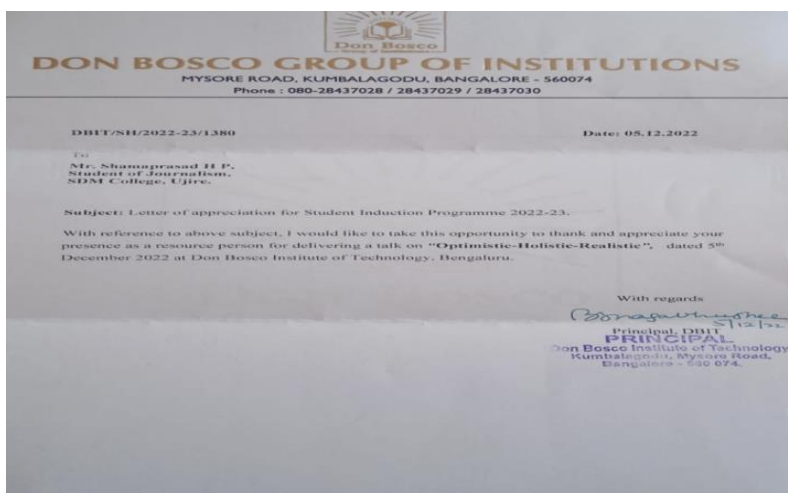 Don Bosco
Group of Institutions
DON BOSCO GROUP OF INSTITUTIONS
MYSORE ROAD, KUMBALAGODU, BANGALORE - 560074
Phone : 080-28437028 / 28437029 / 28437030
DBIT/SH/2022-23/1380 Date: 05.12.2022
To
Mr. Shamaprasad H P,
Student of Journalism,
SDM College, Ujire.
Subject: Letter of appreciation for Student Induction Programme 2022-23.
With reference to above subject, I would like to take this opportunity to thank and appreciate your
presence as a resource person for delivering a talk on "Optimistic-Holistic-Realistic", dated 5th
December 2022 at Don Bosco Institute of Technology, Bengaluru.
With regards
5/12/22
Principal, DBIT
PRINCIPAL
Don Bosco Institute of Technology
Kumbalagodu, Mysore Road,
Bangalore - 560 074.